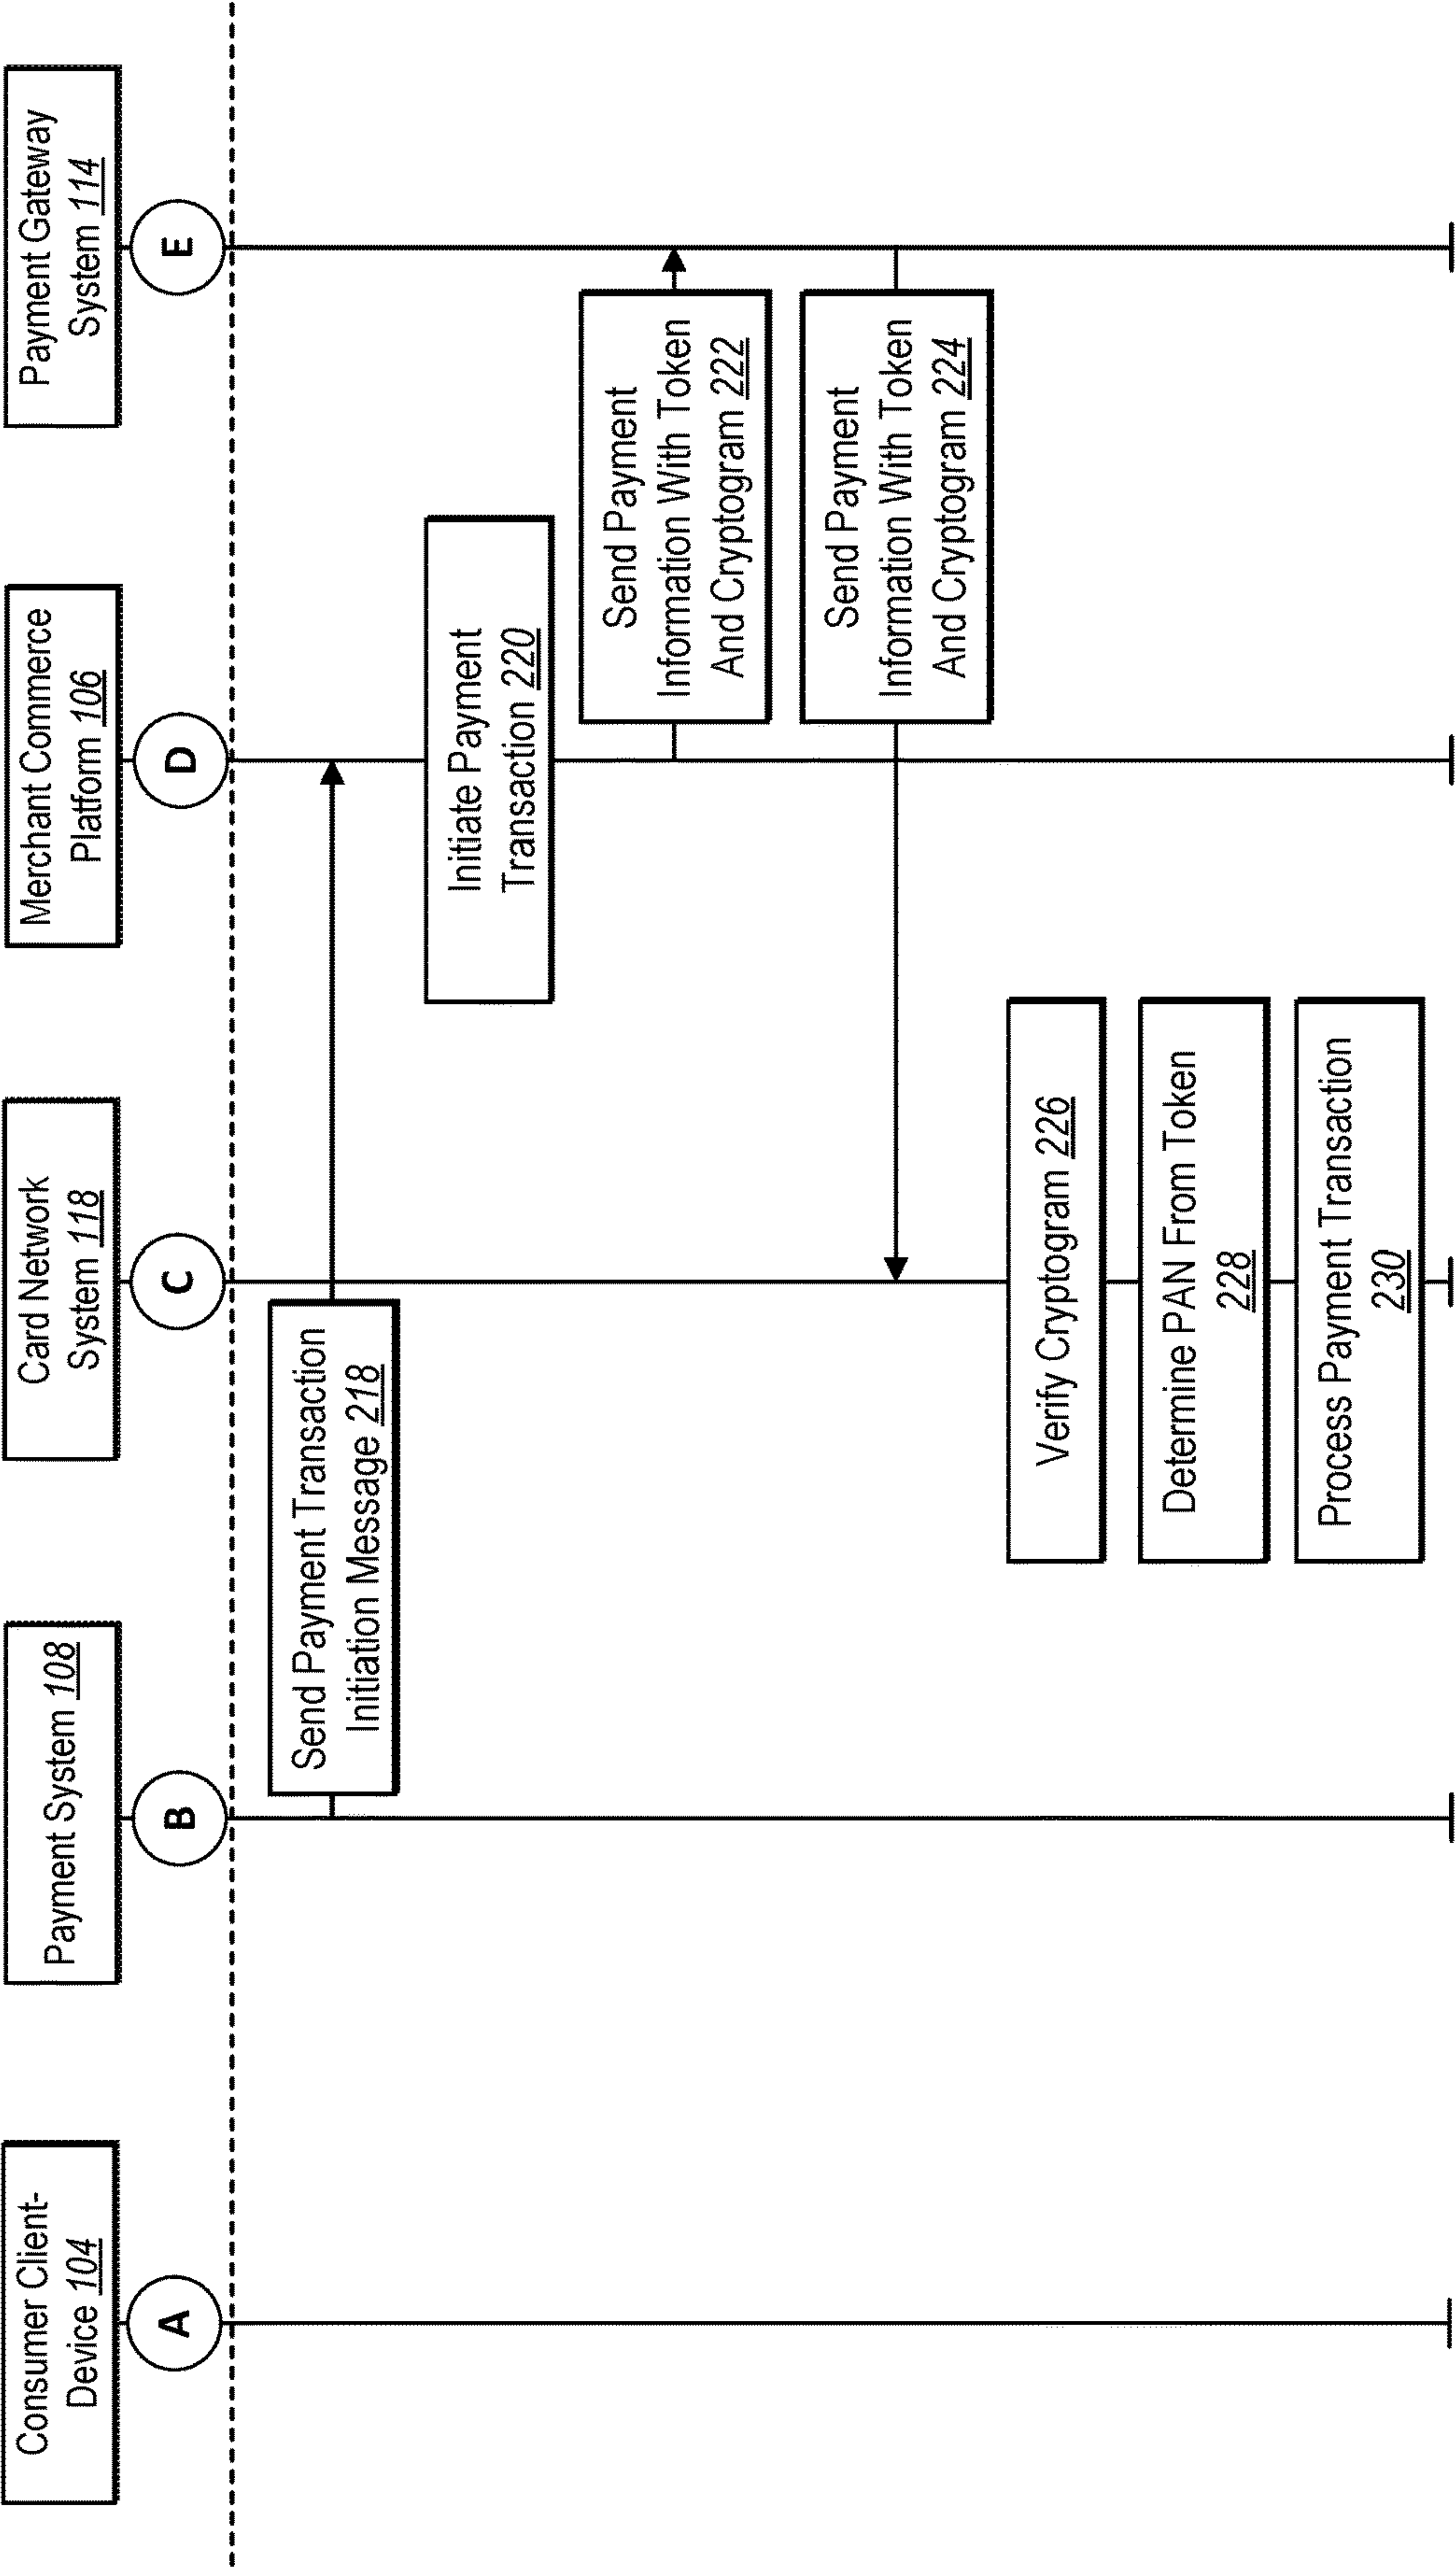 Consumer Client-
Device 104
Payment System 108
Card Network
System 118
Merchant Commerce
Platform 106
Payment Gateway
System 114
A
B
C
D
E
Send Payment Transaction
Initiation Message 218
Initiate Payment
Transaction 220
Send Payment
Information With Token
And Cryptogram 222
Send Payment
Information With Token
And Cryptogram 224
Verify Cryptogram 226
Determine PAN From Token
228
Process Payment Transaction
230